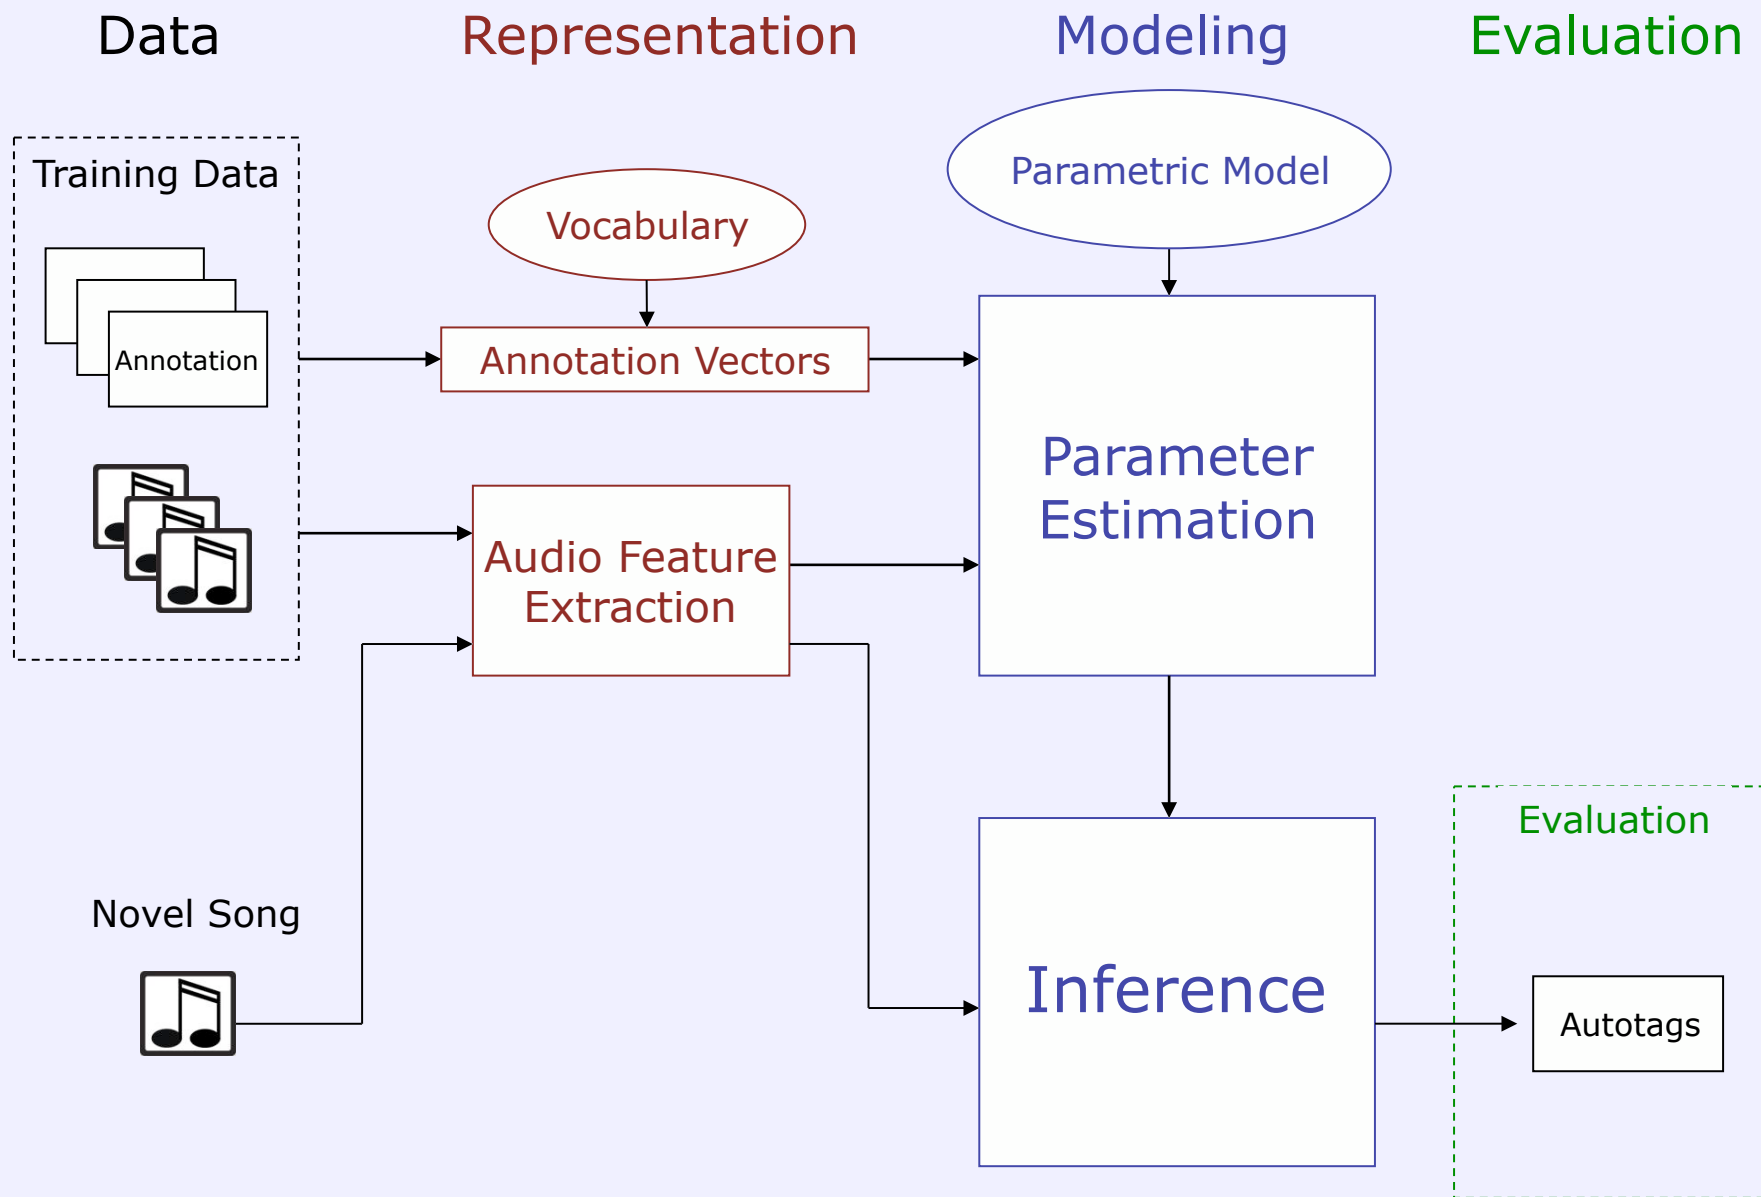 Data
Representation
Modeling
Evaluation
Training Data
Annotation
Vocabulary
Annotation Vectors
Audio Feature
Extraction
Parametric Model
Parameter
Estimation
Novel Song
Inference
Evaluation
Autotags